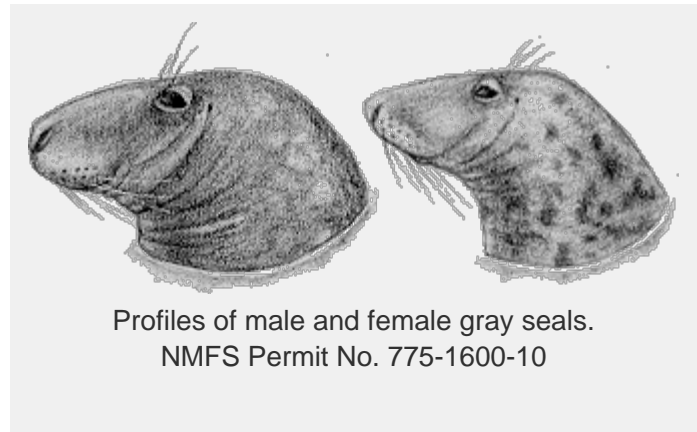 Profiles of male and female gray seals.
NMFS Permit No. 775-1600-10